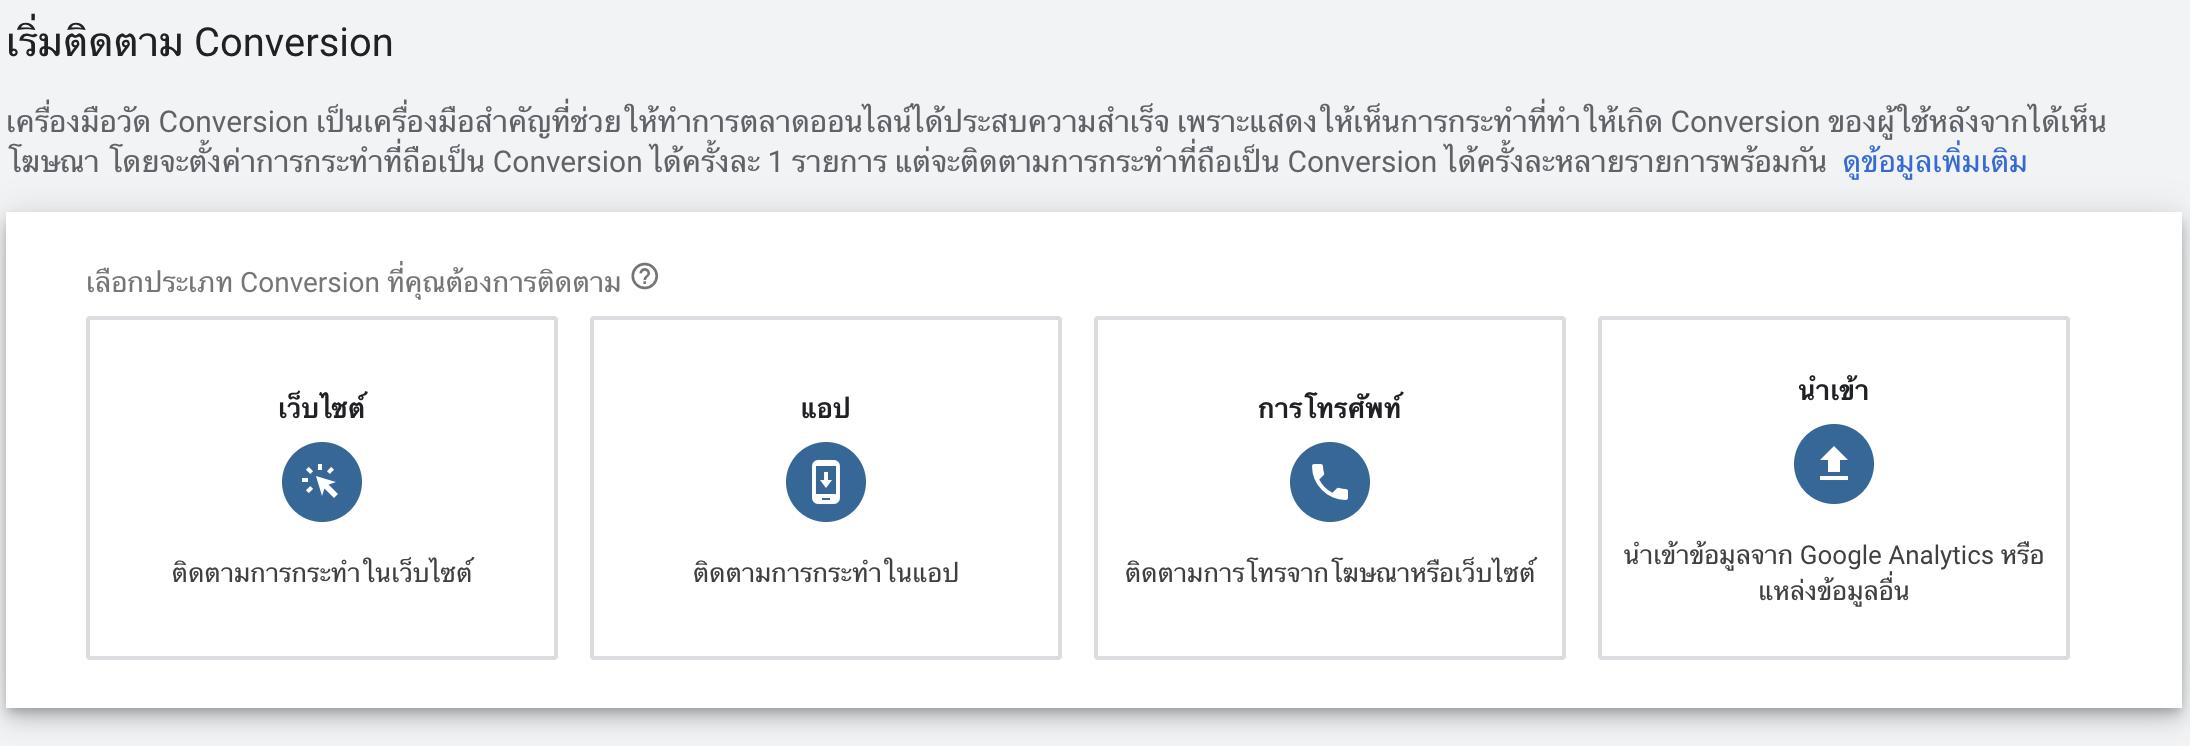 เริ่มติดตาม Conversion
เครื่องมือวัด Conversion เป็นเครื่องมือสำคัญที่ช่วยให้ทำการตลาดออนไลน์ได้ประสบความสำเร็จ เพราะแสดงให้เห็นการกระทำที่ทำให้เกิด Conversion ของผู้ใช้หลังจากได้เห็น
โฆษณา โดยจะตั้งค่าการกระทำที่ถือเป็น Conversion ได้ครั้งละ 1 รายการ แต่จะติดตามการกระทำที่ถือเป็น Conversion ได้ครั้งละหลายรายการพร้อมกัน ดูข้อมูลเพิ่มเติม
เลือกประเภท Conversion ที่คุณต้องการติดตาม
เว็บไซต์
ติดตามการกระทำในเว็บไซต์
แอป
ติดตามการกระทำในแอป
การโทรศัพท์
ติดตามการโทรจากโฆษณาหรือเว็บไซต์
นำเข้า
นำเข้าข้อมูลจาก Google Analytics หรือ
แหล่งข้อมูลอื่น